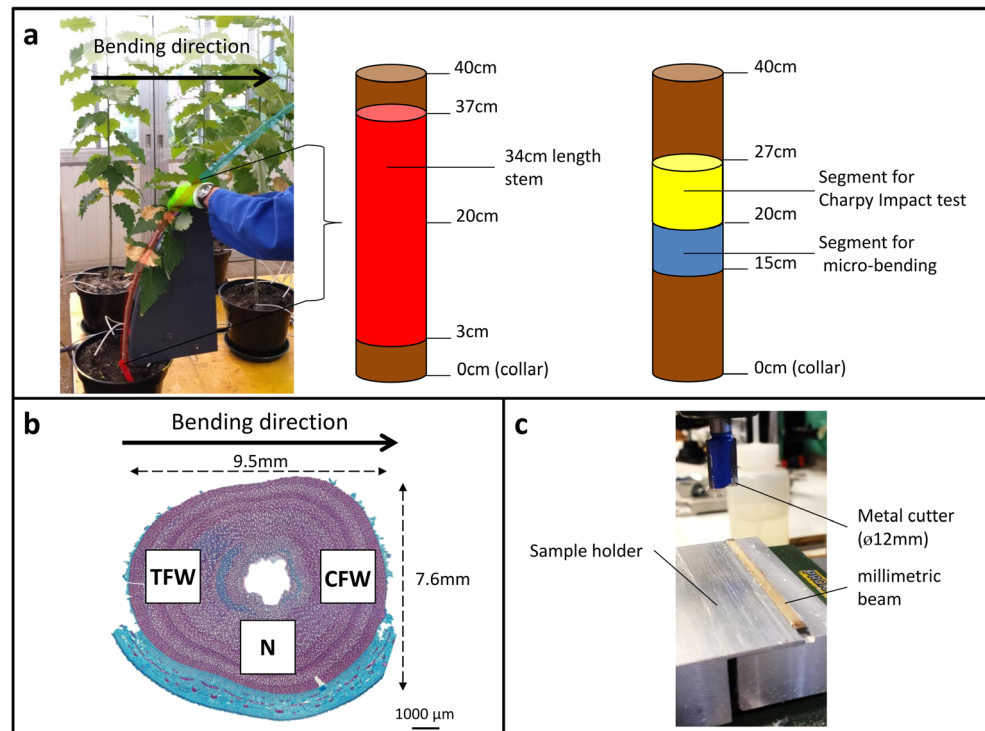 a
Bending direction
40cm
37cm
34cm length
stem
20cm
3cm
0cm (collar)
40cm
27cm
Segment for
Charpy Impact test
20cm
Segment for
micro-bending
15cm
0cm (collar)
b
Bending direction
9.5mm
TFW
CFW
N
7.6mm
1000 µm
c
Metal cutter
(ø12mm)
Sample holder
millimetric
beam